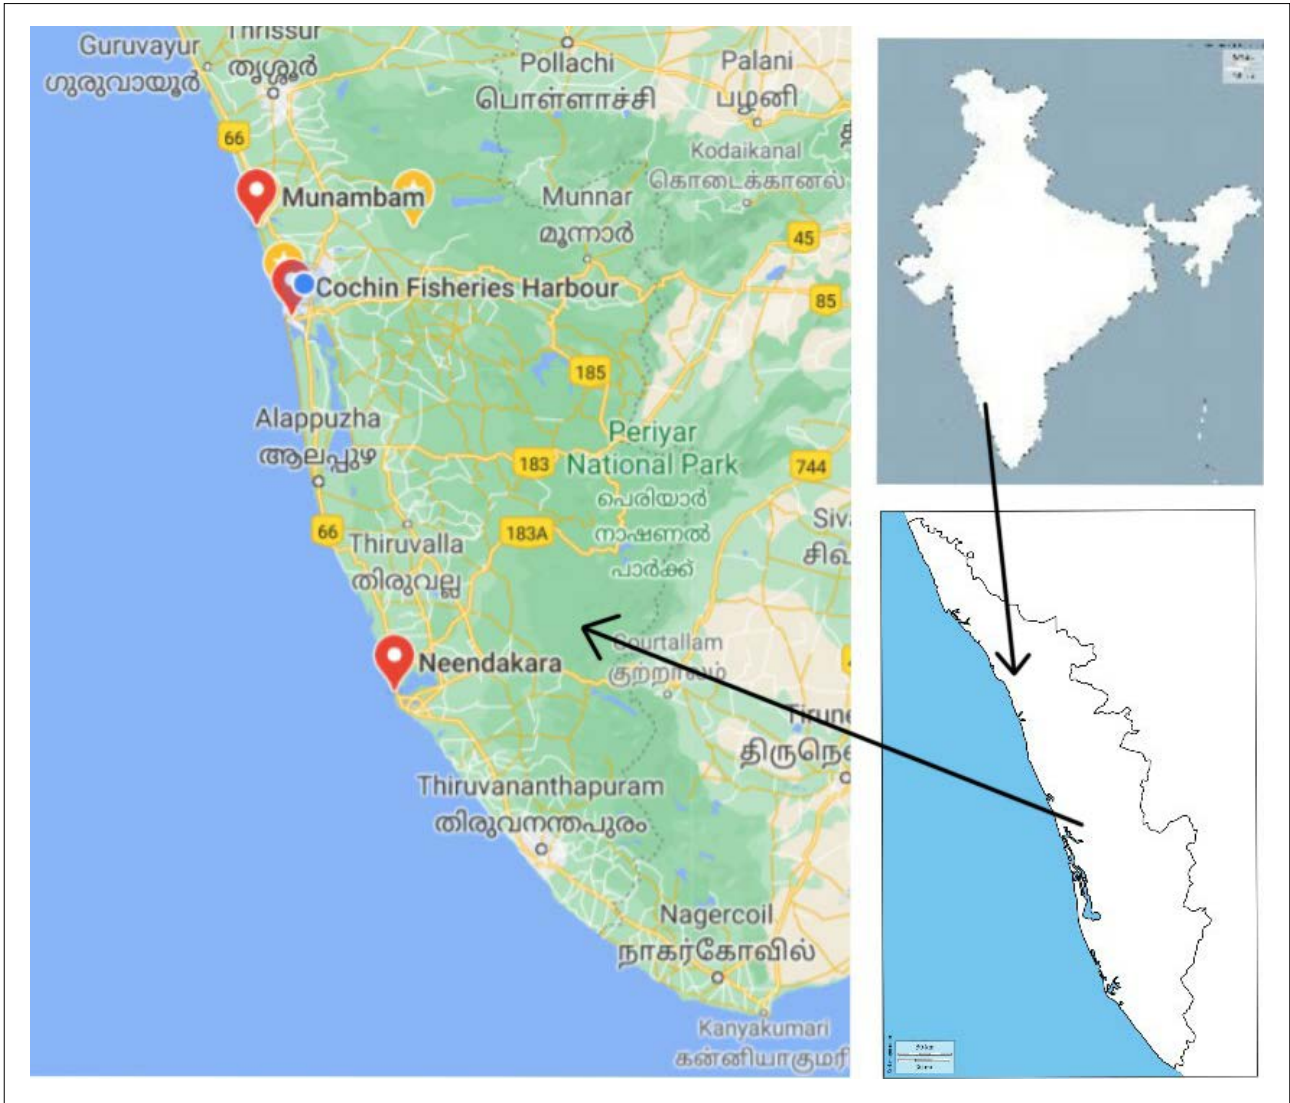 Thrissur
Guruvayur
ഗുരുവായൂർ
തൃശ്ശൂർ
Pollachi
பொள்ளாச்சி
Palani
பழனி
66
Kodaikanal
கொடைக்கானல்
Munambam
Munnar
മൂന്നാർ
45
Cochin Fisheries Harbour
85
185
Alappuzha
ആലപ്പുഴ
Periyar
National Park
പെരിയാർ
നാഷണൽ
പാർക്ക്
183
744
66
183A
Siv
சிவ
Thiruvalla
തിരുവല്ല
Neendakara
Courtallam
குற்றாலம்
Tirune
திருநெ
Thiruvananthapuram
തിരുവനന്തപുരം
Nagercoil
நாகர்கோவில்
Kanyakumari
கன்னியாகுமரி